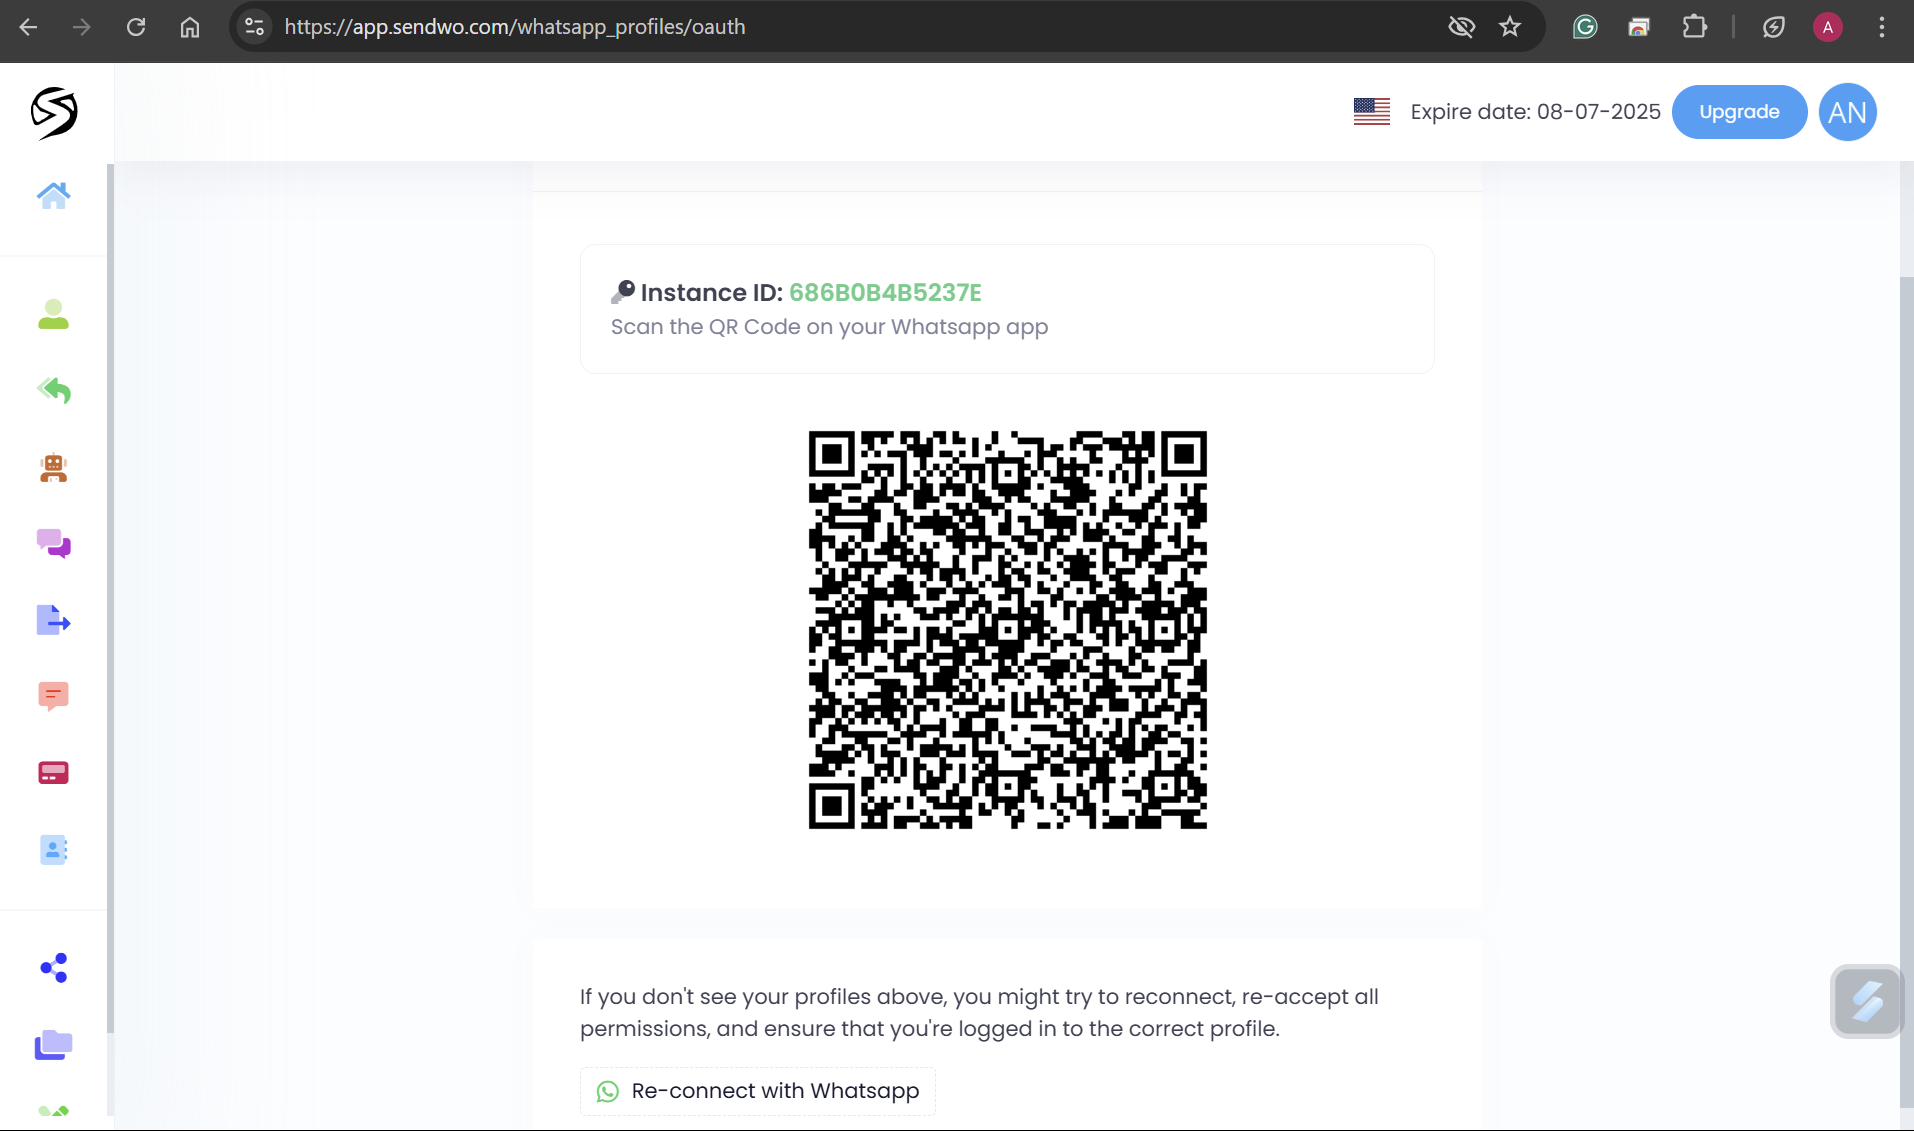 https://app.sendwo.com/whatsapp_profiles/oauth
A
Expire date: 08-07-2025
Upgrade
AN
Instance ID: 686B0B4B5237E
Scan the QR Code on your Whatsapp app
If you don't see your profiles above, you might try to reconnect, re-accept all
permissions, and ensure that you're logged in to the correct profile.
Re-connect with Whatsapp